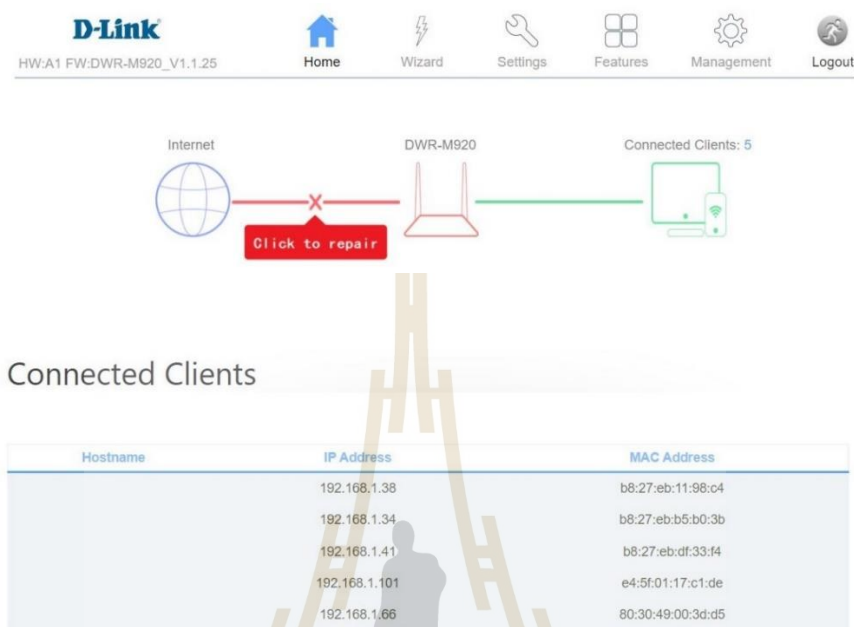 D-Link
HW:A1 FW:DWR-M920_V1.1.25
Home Wizard Settings Features Management Logout
Internet DWR-M920 Connected Clients: 5
Click to repair
Connected Clients
Hostname IP Address MAC Address
192.168.1.38 b8:27:eb:11:98:c4
192.168.1.34 b8:27:eb:b5:b0:3b
192.168.1.41 b8:27:eb:df:33:f4
192.168.1.101 e4:5f:01:17:c1:de
192.168.1.66 80:30:49:00:3d:d5